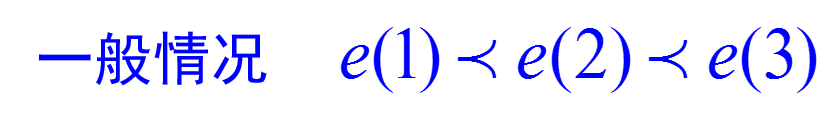 一般情况 e(1) ≺ e(2) ≺ e(3)